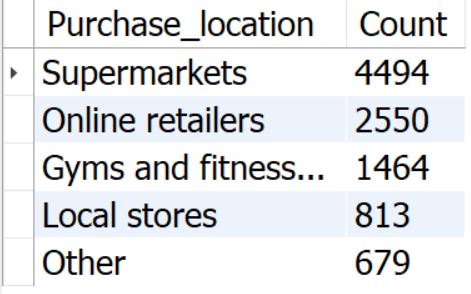 Purchase_location Count
Supermarkets 4494
Online retailers 2550
Gyms and fitness... 1464
Local stores 813
Other 679